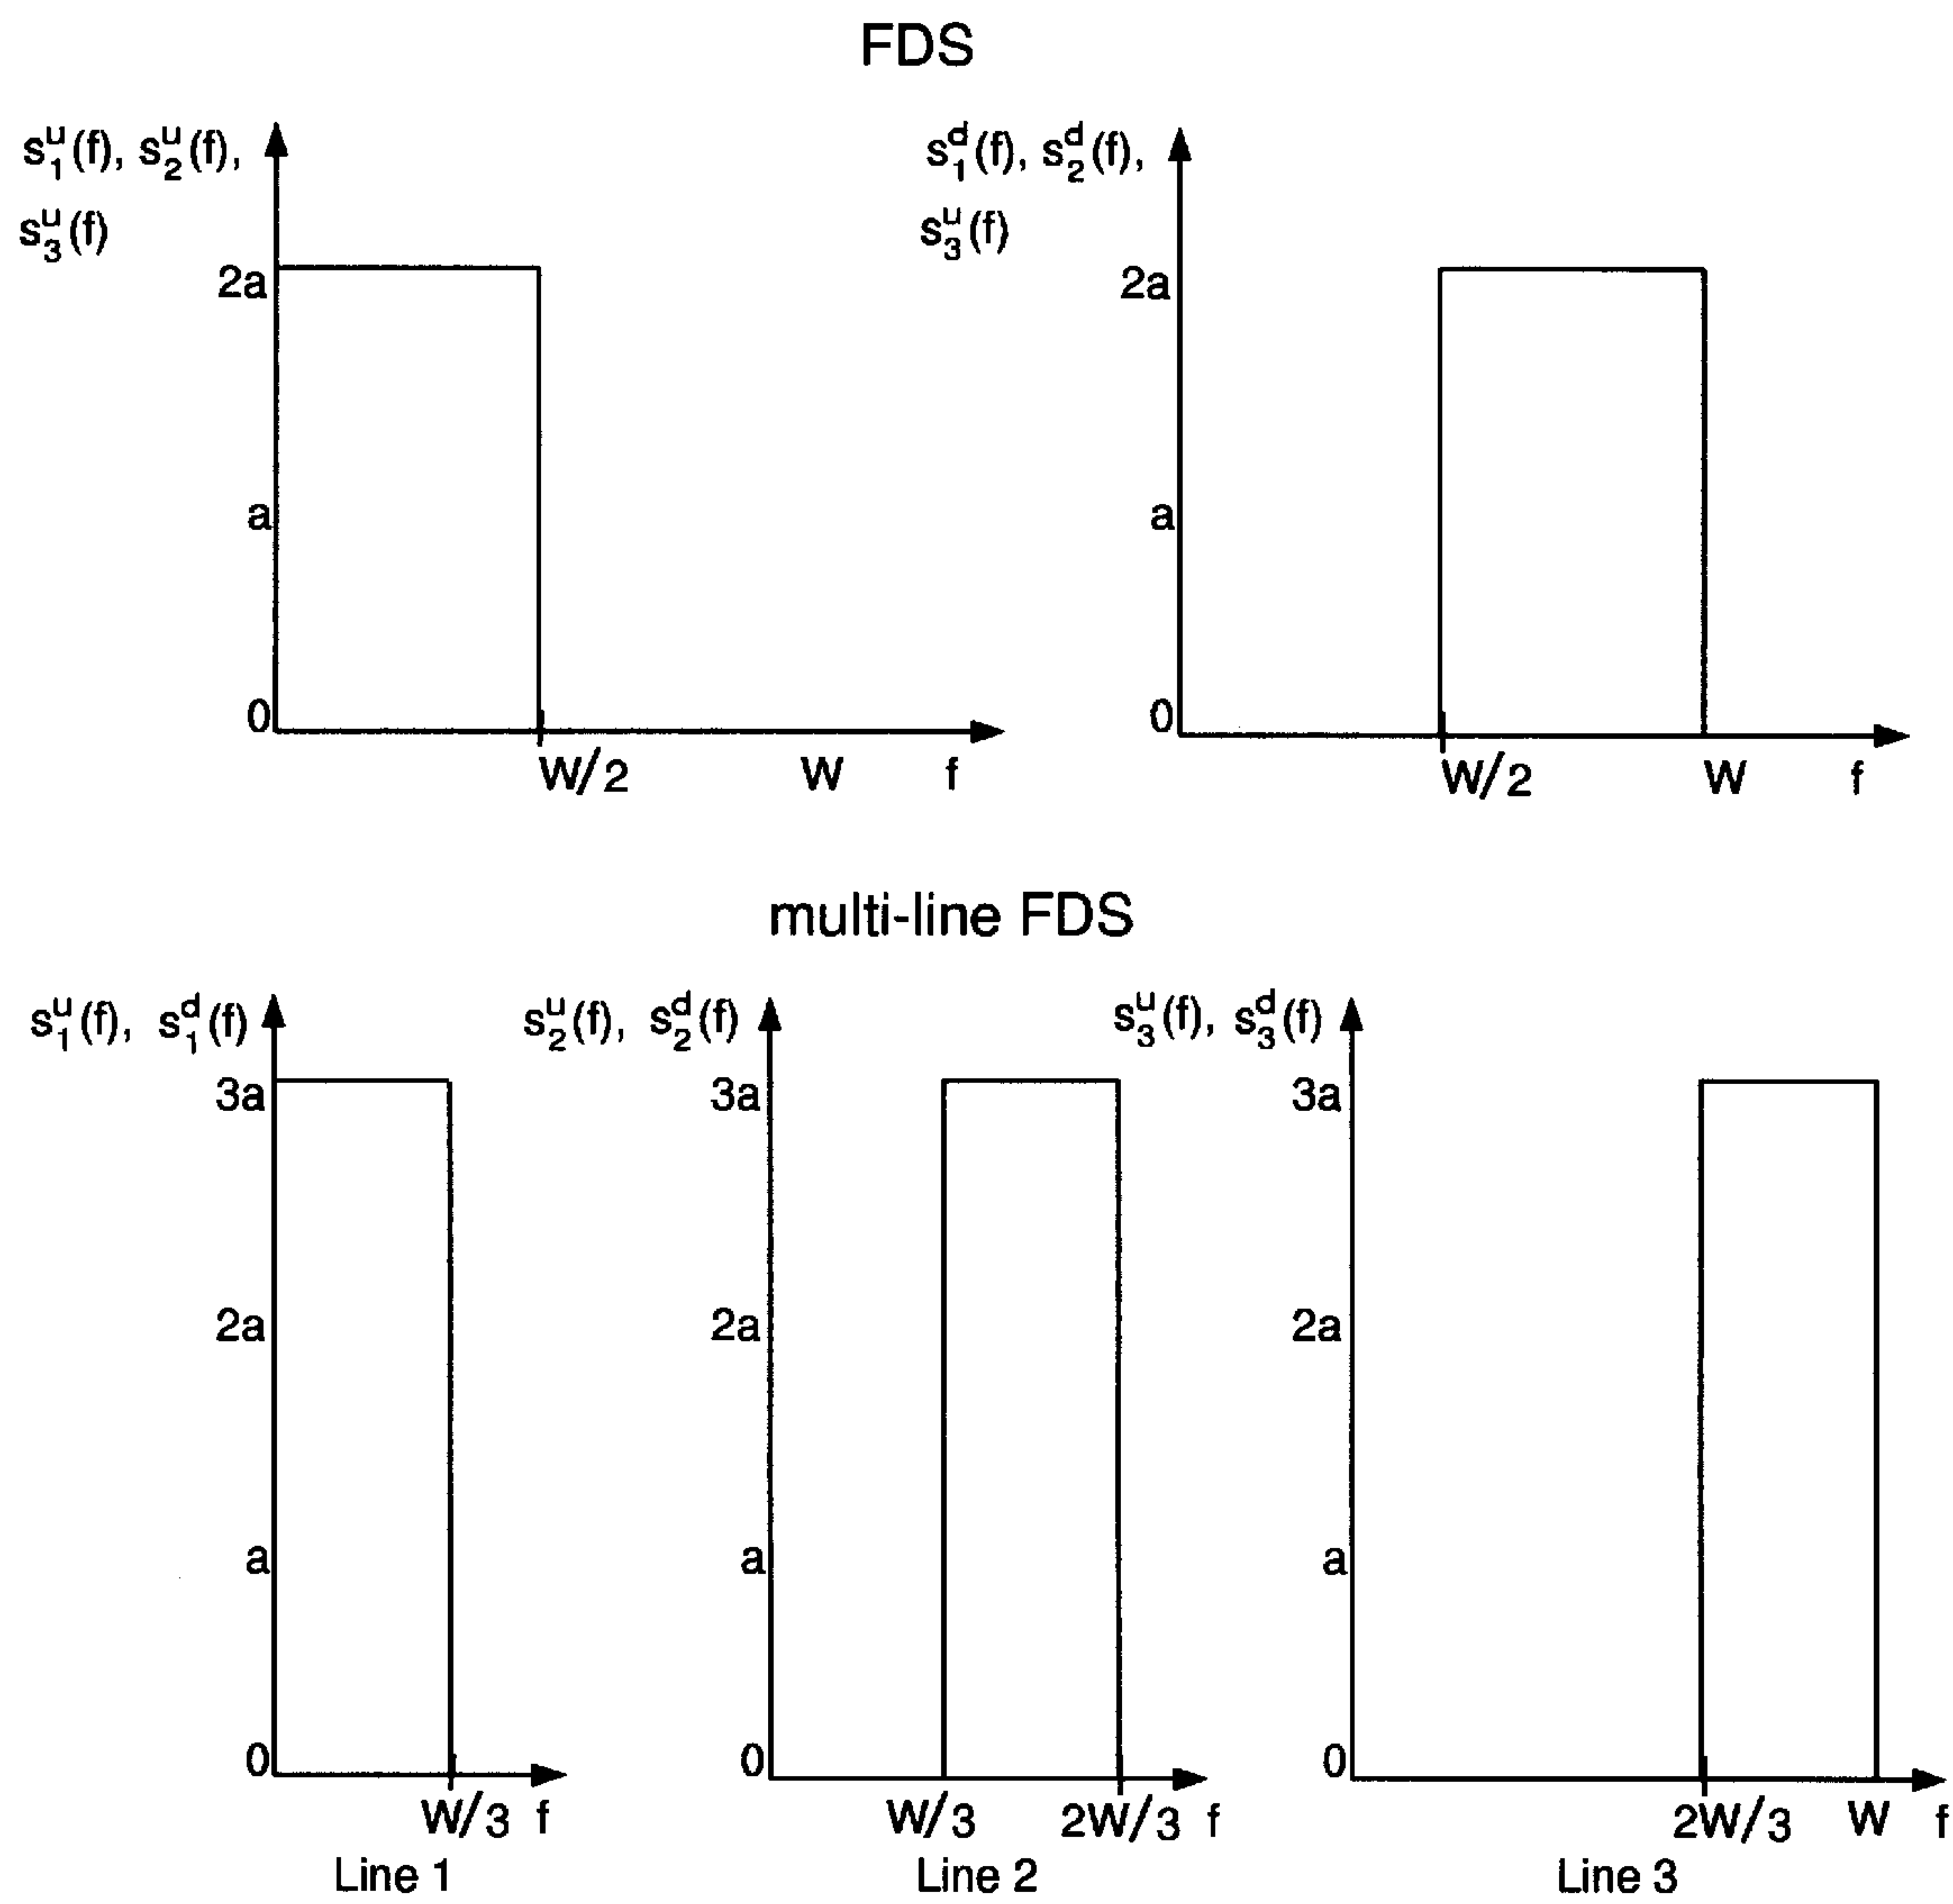 FDS
s₁ᵘ(f), s₂ᵘ(f),
s₃ᵘ(f)
2a
a
0
W/2 W f
s₁ᵈ(f), s₂ᵈ(f),
s₃ᵘ(f)
2a
a
0
W/2 W f
multi-line FDS
s₁ᵘ(f), s₁ᵈ(f)
3a
2a
a
0
W/3 f
Line 1
s₂ᵘ(f), s₂ᵈ(f)
3a
2a
a
0
W/3 2W/3 f
Line 2
s₃ᵘ(f), s₃ᵈ(f)
3a
2a
a
0
2W/3 W f
Line 3